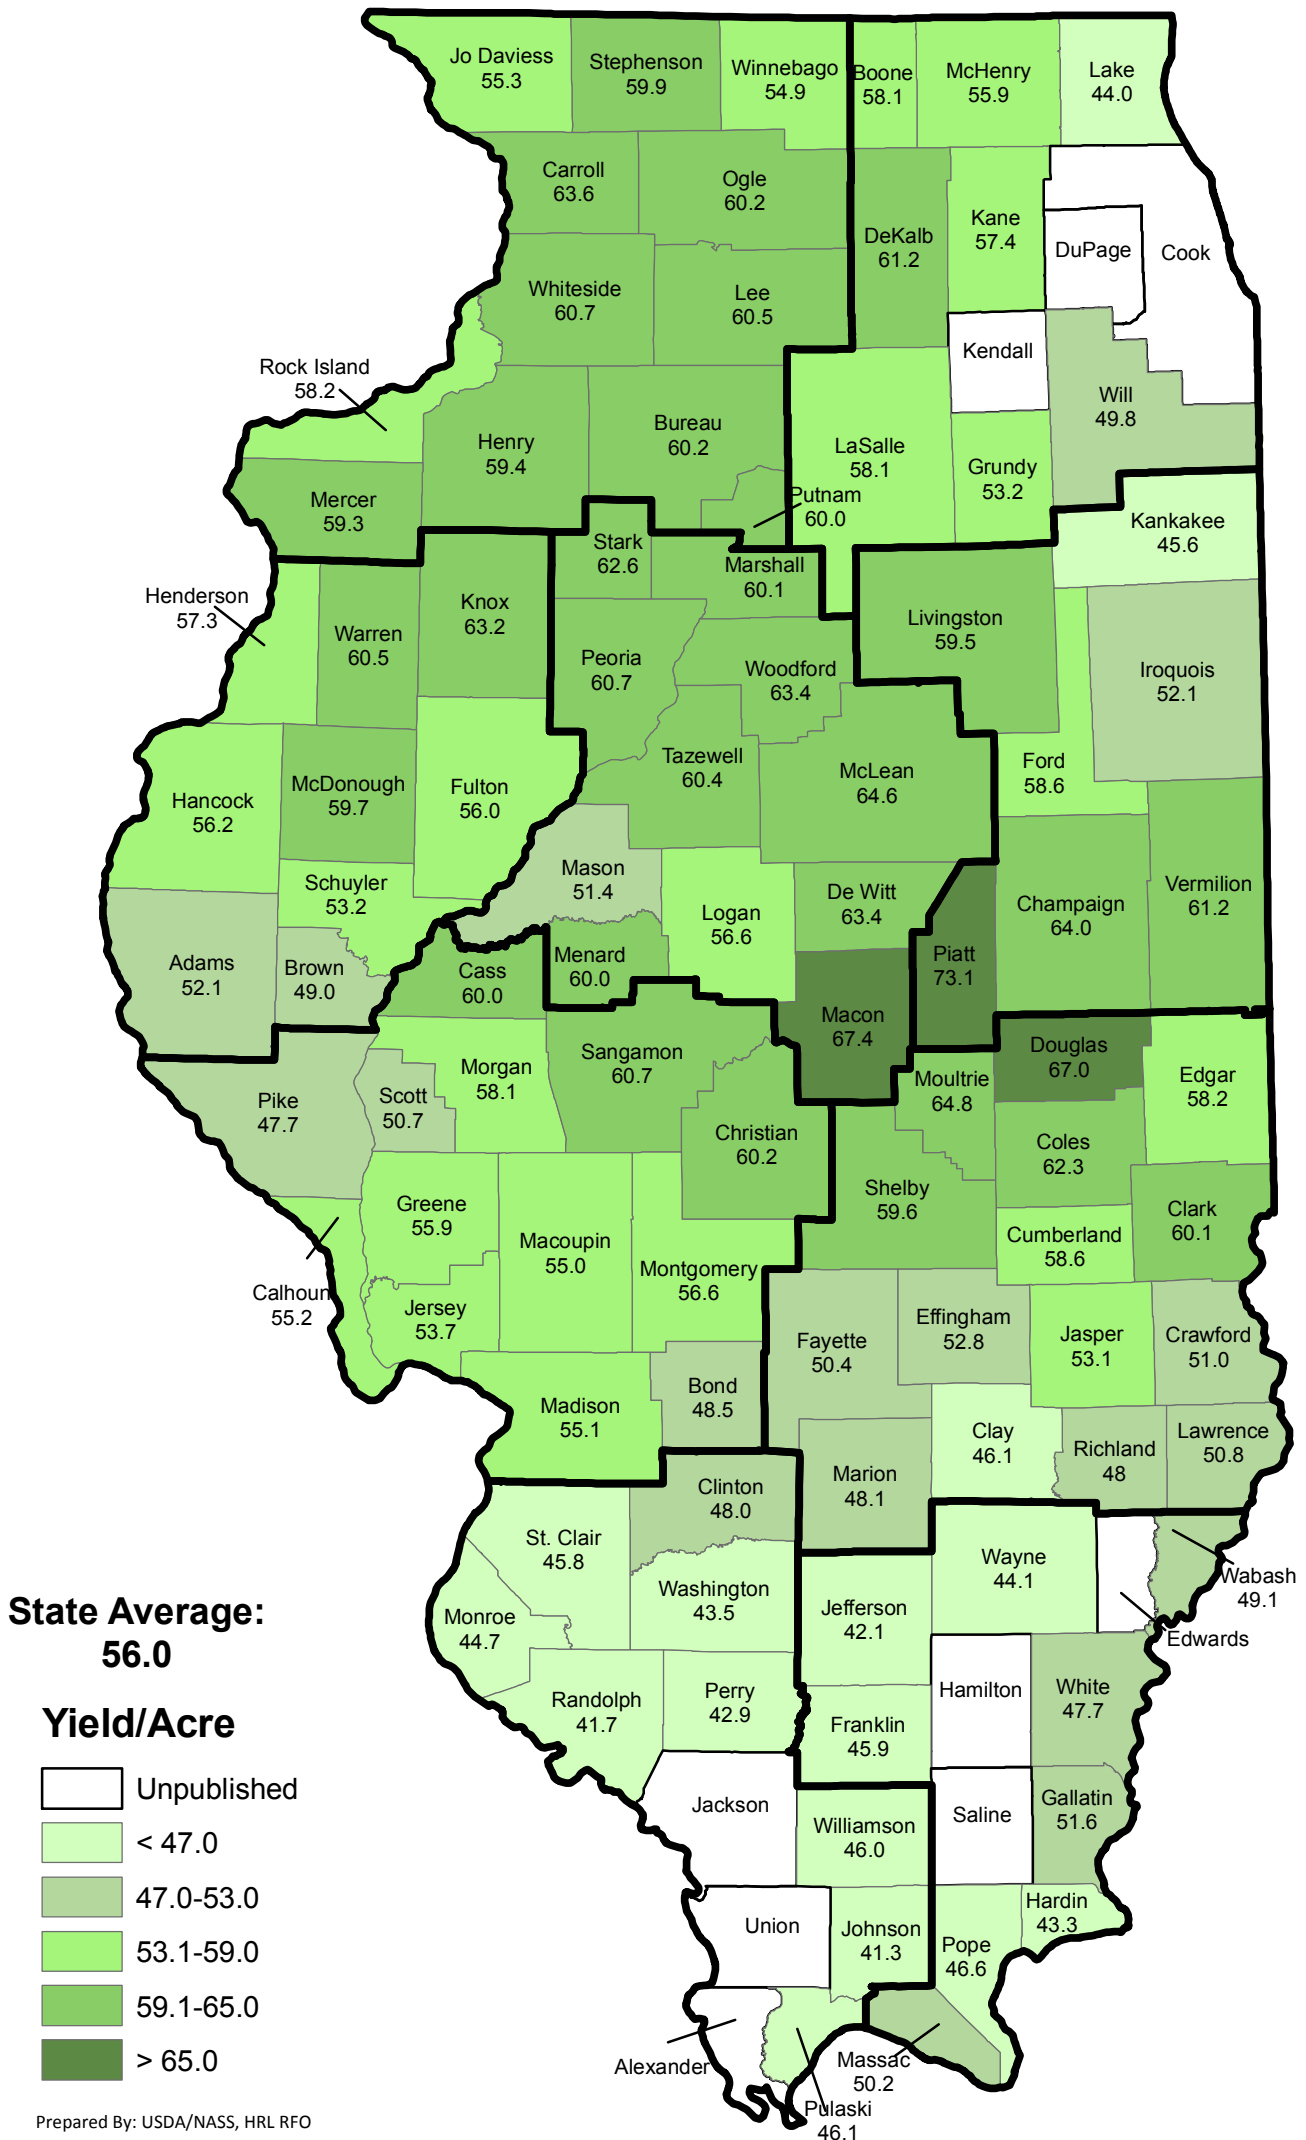 Jo Daviess
55.3
Stephenson
59.9
Winnebago
54.9
Boone
58.1
McHenry
55.9
Lake
44.0
Carroll
63.6
Ogle
60.2
DeKalb
61.2
Kane
57.4
DuPage
Cook
Whiteside
60.7
Lee
60.5
Kendall
Will
49.8
Rock Island
58.2
Henry
59.4
Bureau
60.2
LaSalle
58.1
Grundy
53.2
Mercer
59.3
Putnam
60.0
Kankakee
45.6
Stark
62.6
Marshall
60.1
Henderson
57.3
Warren
60.5
Knox
63.2
Peoria
60.7
Woodford
63.4
Livingston
59.5
Iroquois
52.1
Hancock
56.2
McDonough
59.7
Fulton
56.0
Tazewell
60.4
McLean
64.6
Ford
58.6
Schuyler
53.2
Mason
51.4
Logan
56.6
De Witt
63.4
Champaign
64.0
Vermilion
61.2
Adams
52.1
Brown
49.0
Cass
60.0
Menard
60.0
Piatt
73.1
Macon
67.4
Pike
47.7
Scott
50.7
Morgan
58.1
Sangamon
60.7
Christian
60.2
Moultrie
64.8
Douglas
67.0
Edgar
58.2
Coles
62.3
Shelby
59.6
Clark
60.1
Cumberland
58.6
Greene
55.9
Macoupin
55.0
Montgomery
56.6
Calhoun
55.2
Jersey
53.7
Fayette
50.4
Effingham
52.8
Jasper
53.1
Crawford
51.0
Madison
55.1
Bond
48.5
Clay
46.1
Richland
48
Lawrence
50.8
Marion
48.1
Clinton
48.0
St. Clair
45.8
Washington
43.5
Wayne
44.1
Wabash
49.1
Edwards
Monroe
44.7
Jefferson
42.1
Randolph
41.7
Perry
42.9
Franklin
45.9
Hamilton
White
47.7
Jackson
Williamson
46.0
Saline
Gallatin
51.6
Union
Johnson
41.3
Pope
46.6
Hardin
43.3
Alexander
Pulaski
46.1
Massac
50.2
State Average:
56.0
Yield/Acre
Unpublished
< 47.0
47.0-53.0
53.1-59.0
59.1-65.0
> 65.0
Prepared By: USDA/NASS, HRL RFO